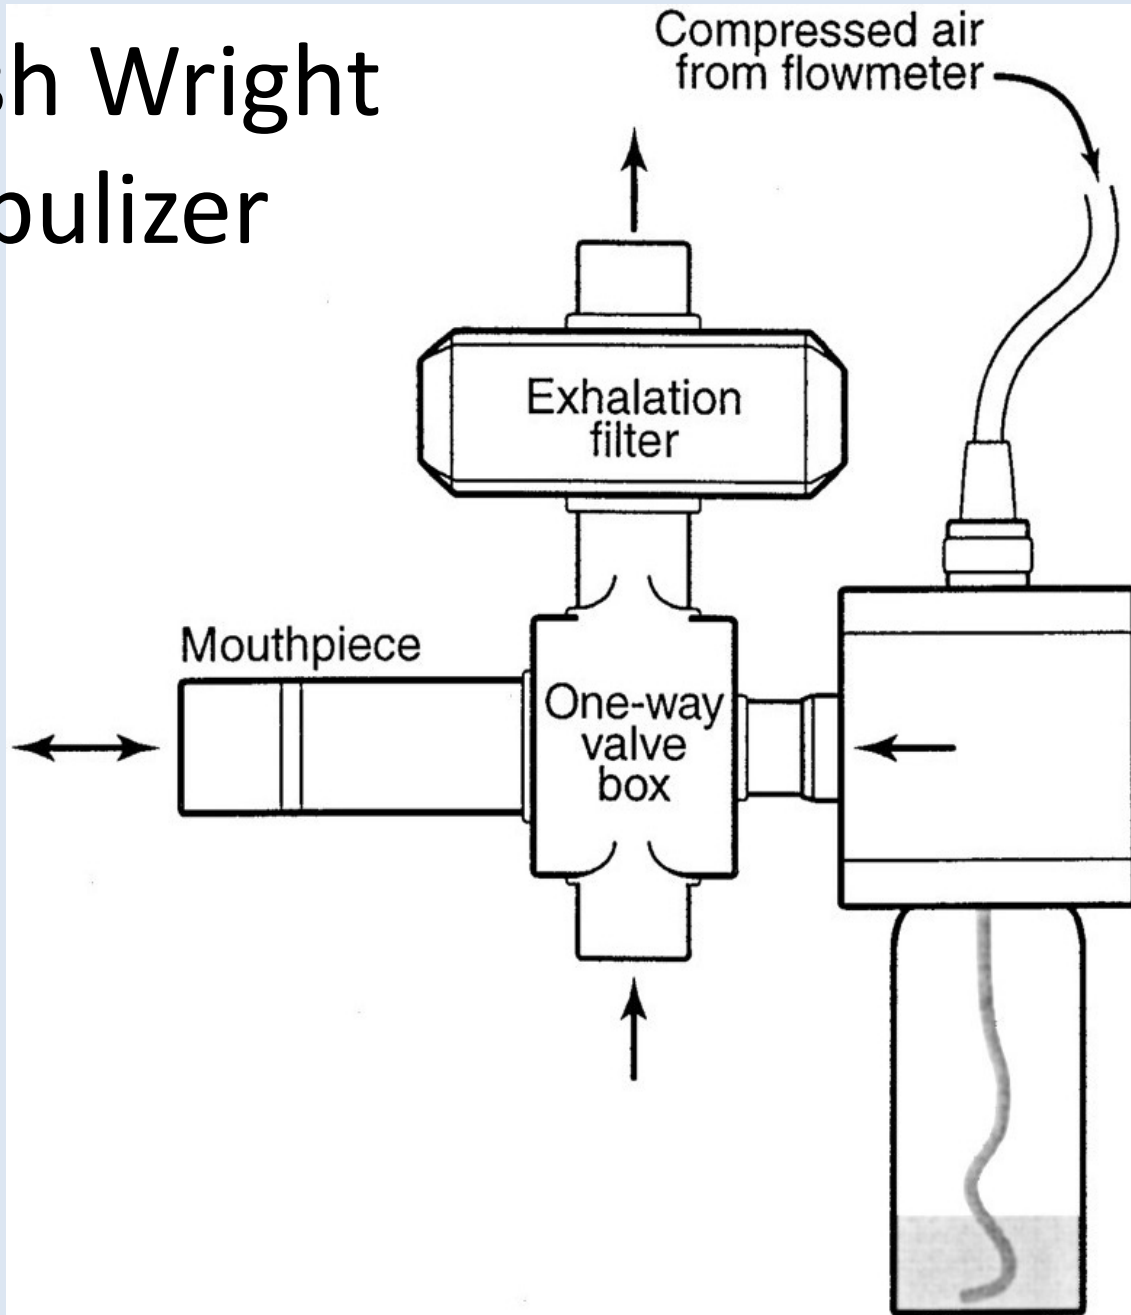 sh Wright
bulizer
Compressed air
from flowmeter
Exhalation
filter
Mouthpiece
One-way
valve
box